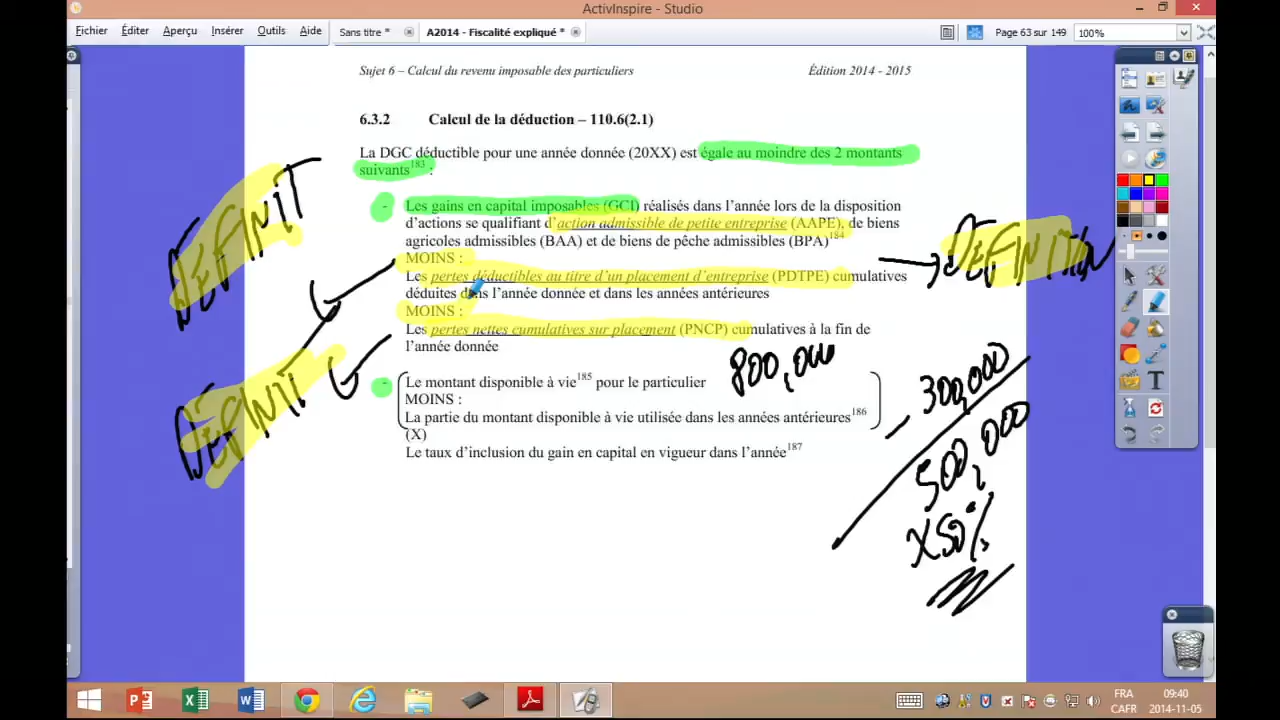 ActivInspire - Studio
Fichier Éditer Aperçu Insérer Outils Aide
Sans titre * A2014 - Fiscalité expliqué *
Page 63 sur 149 100%
Sujet 6 – Calcul du revenu imposable des particuliers Édition 2014 - 2015
6.3.2 Calcul de la déduction – 110.6(2.1)
La DGC déductible pour une année donnée (20XX) est égale au moindre des 2 montants
suivants183 :
- Les gains en capital imposables (GCI) réalisés dans l'année lors de la disposition
d'actions se qualifiant d'action admissible de petite entreprise (AAPE), de biens
agricoles admissibles (BAA) et de biens de pêche admissibles (BPA)184
MOINS :
Les pertes déductibles au titre d'un placement d'entreprise (PDTPE) cumulatives
déduites dans l'année donnée et dans les années antérieures
MOINS :
Les pertes nettes cumulatives sur placement (PNCP) cumulatives à la fin de
l'année donnée
- Le montant disponible à vie185 pour le particulier
MOINS :
La partie du montant disponible à vie utilisée dans les années antérieures186
(X)
Le taux d'inclusion du gain en capital en vigueur dans l'année187
DÉFINIT
DÉFINIT
DÉFINITION
800,000
- 300,000
500,000
X50%
FRA
CAFR
09:40
2014-11-05